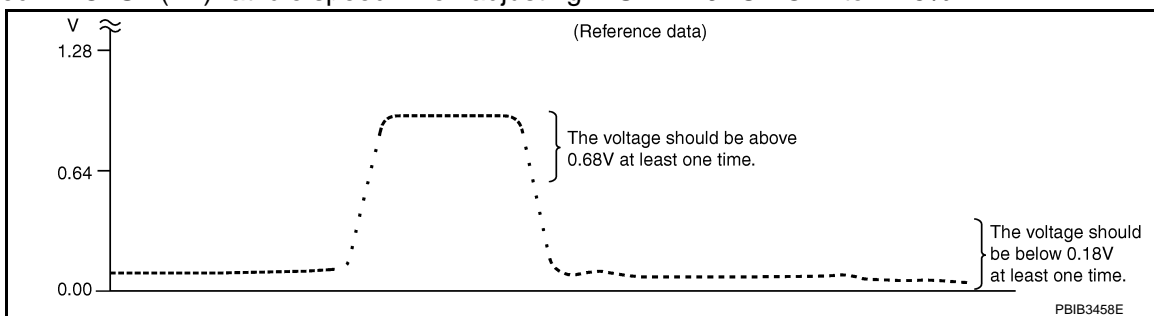 V
(Reference data)
1.28
The voltage should be above
0.68V at least one time.
0.64
The voltage should
be below 0.18V
at least one time.
0.00
PBIB3458E